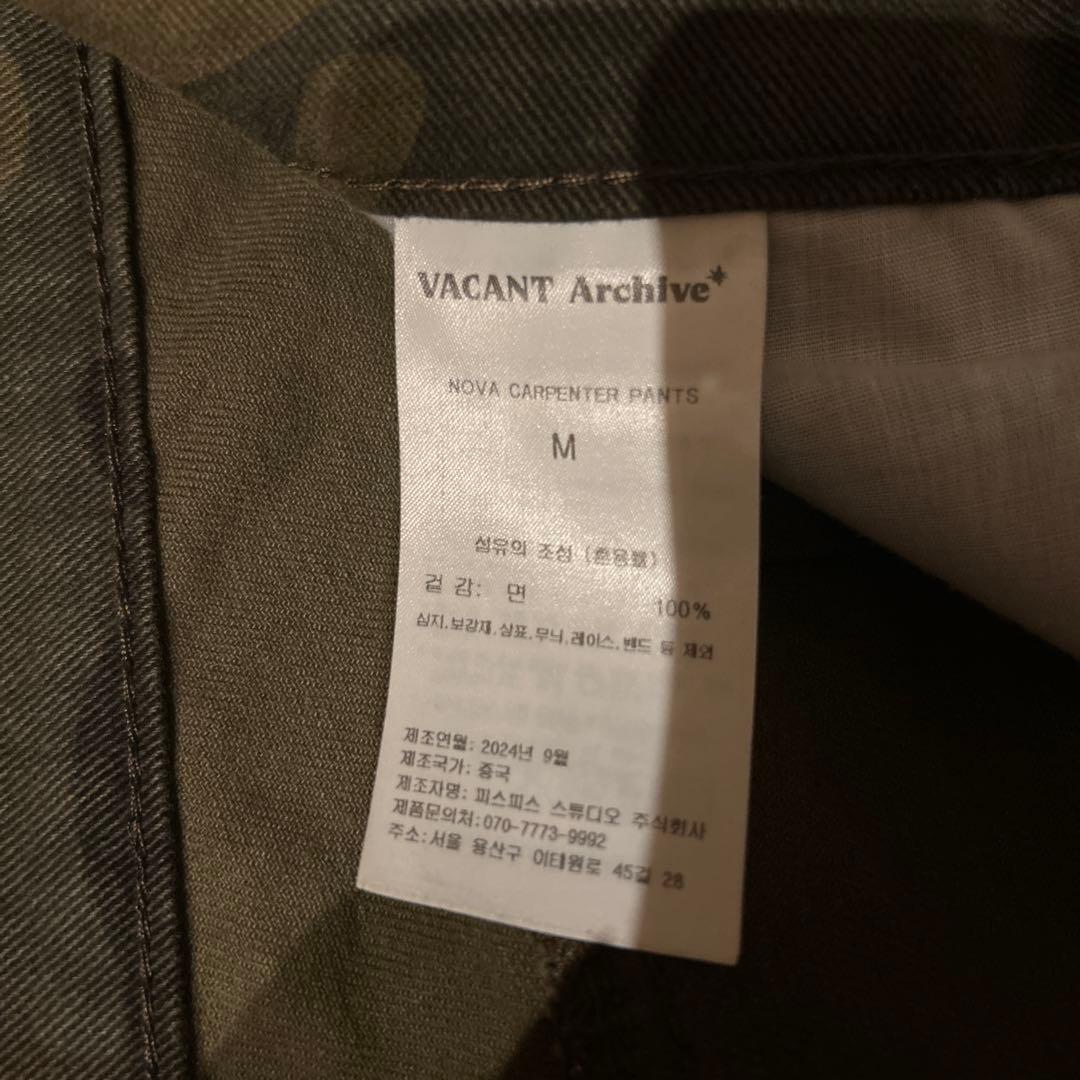 VACANT Archive*
NOVA CARPENTER PANTS
M
섬유의 조성 (혼용률)
겉 감: 면 100%
심지,보강재,상표,무늬,레이스,밴드 등 제외
제조연월: 2024년 9월
제조국가: 중국
제조자명: 피스피스 스튜디오 주식회사
제품문의처: 070-7773-9992
주소: 서울 용산구 이태원로 45길 28